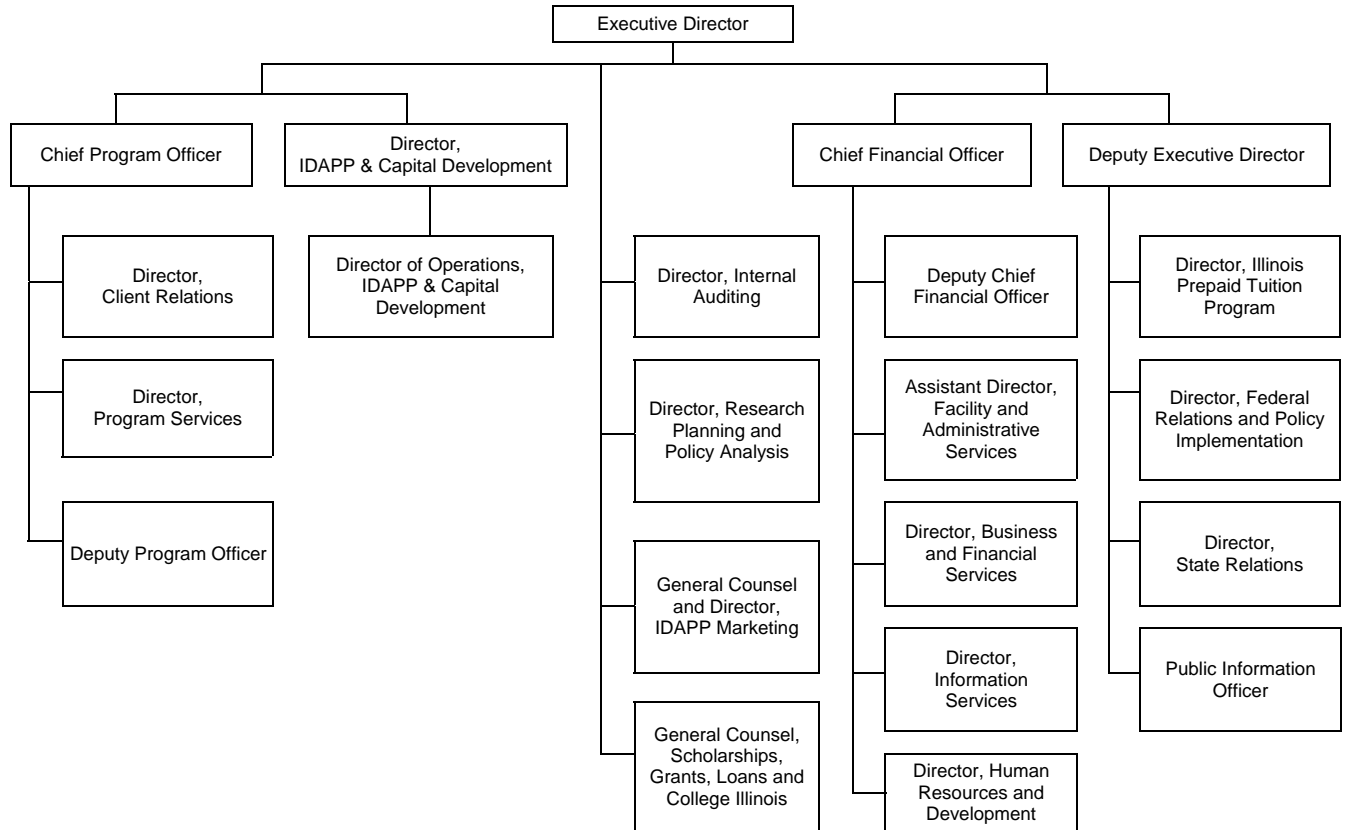 Executive Director
Chief Program Officer
Director,
IDAPP & Capital Development
Chief Financial Officer
Deputy Executive Director
Director,
Client Relations
Director of Operations,
IDAPP & Capital
Development
Director, Internal
Auditing
Deputy Chief
Financial Officer
Director, Illinois
Prepaid Tuition
Program
Director,
Program Services
Director, Research
Planning and
Policy Analysis
Assistant Director,
Facility and
Administrative
Services
Director, Federal
Relations and Policy
Implementation
Deputy Program Officer
General Counsel
and Director,
IDAPP Marketing
Director, Business
and Financial
Services
Director,
State Relations
Director,
Information
Services
Public Information
Officer
General Counsel,
Scholarships,
Grants, Loans and
College Illinois
Director, Human
Resources and
Development